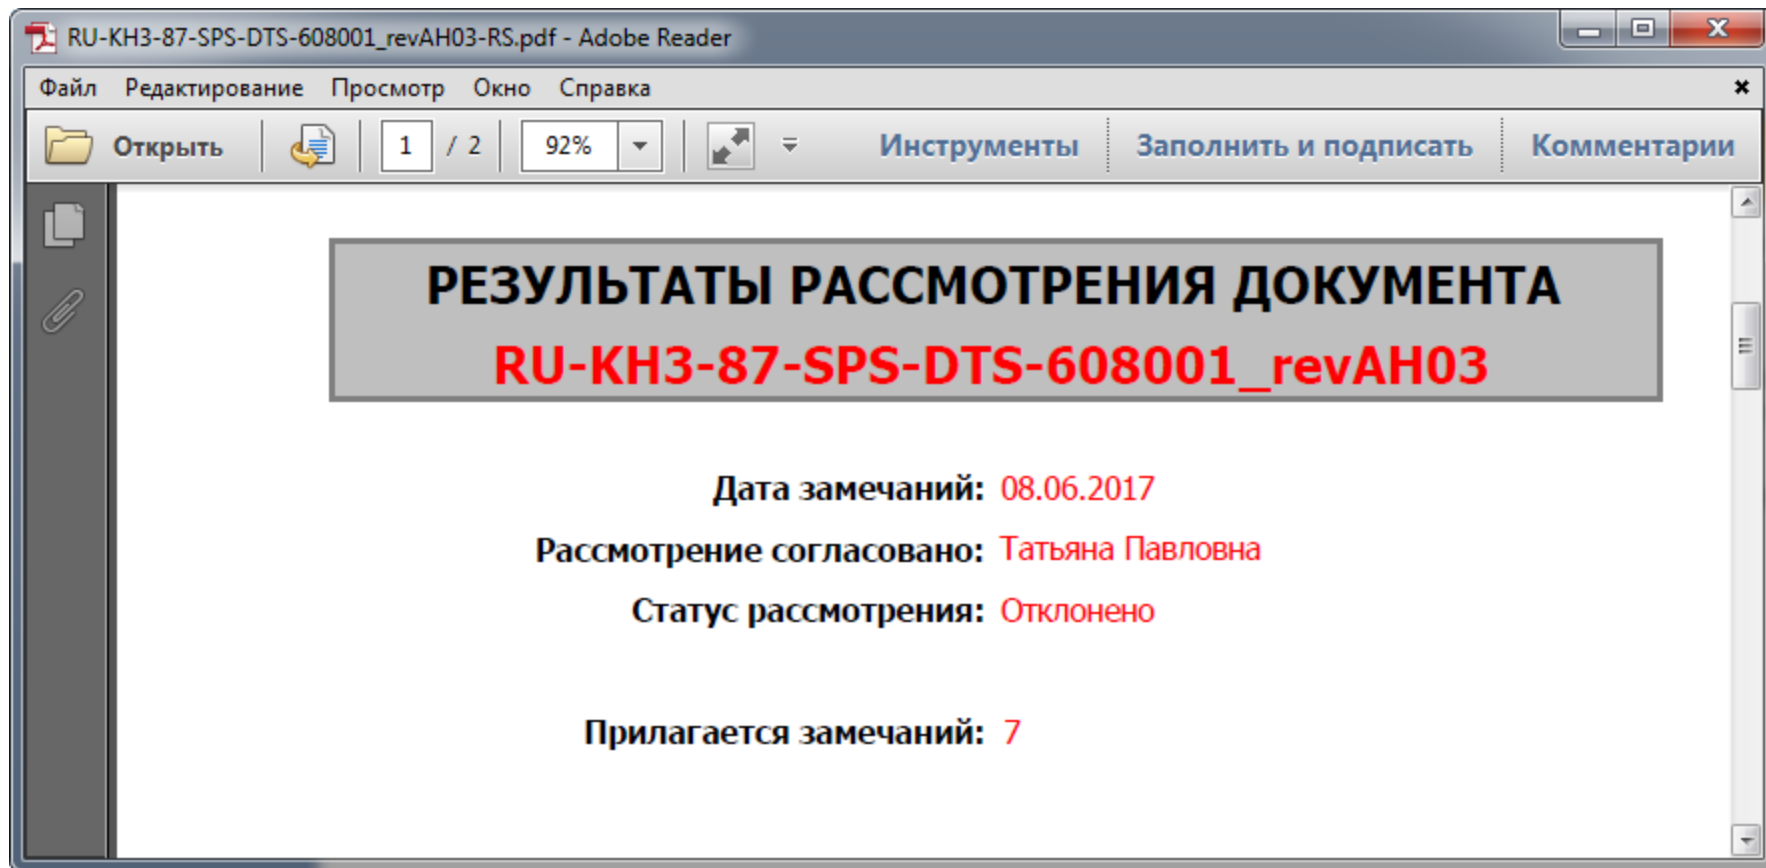 RU-KH3-87-SPS-DTS-608001_revAH03-RS.pdf - Adobe Reader
Файл Редактирование Просмотр Окно Справка
Открыть 1 / 2 92% Инструменты Заполнить и подписать Комментарии
РЕЗУЛЬТАТЫ РАССМОТРЕНИЯ ДОКУМЕНТА
RU-KH3-87-SPS-DTS-608001_revAH03
Дата замечаний: 08.06.2017
Рассмотрение согласовано: Татьяна Павловна
Статус рассмотрения: Отклонено
Прилагается замечаний: 7